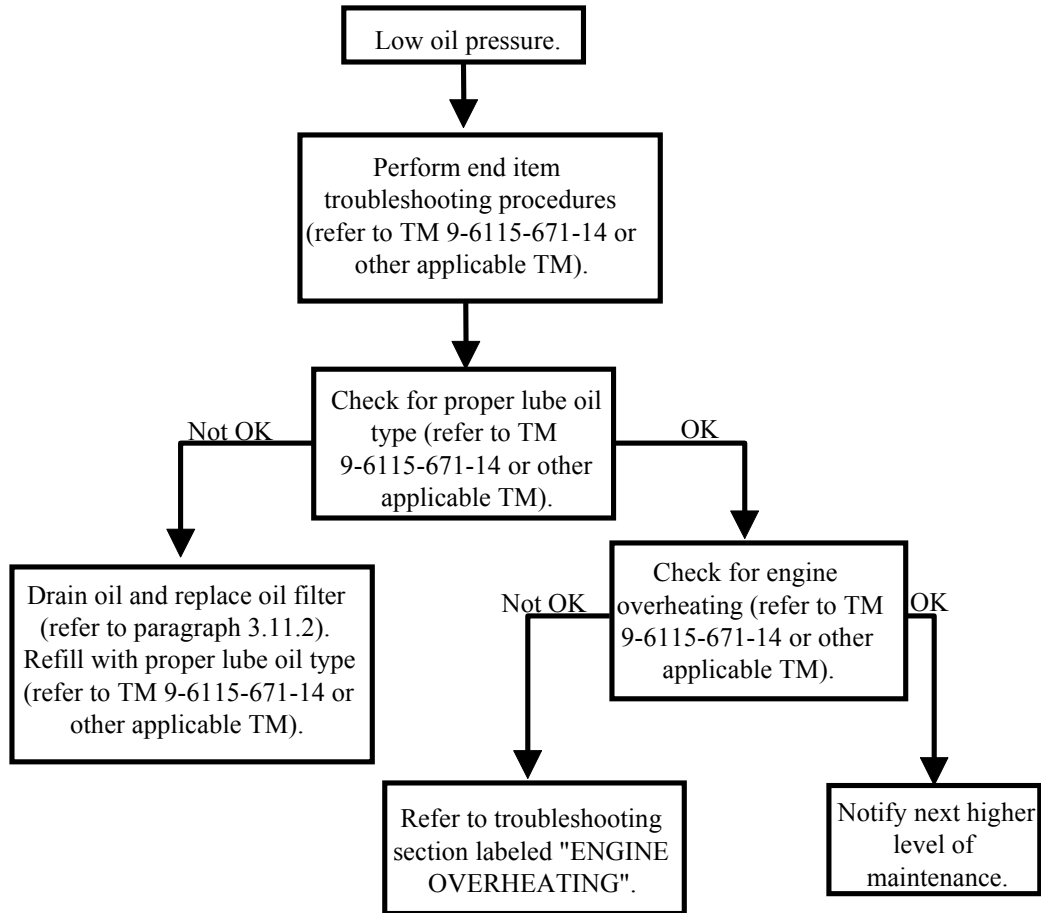 Low oil pressure.
Perform end item
troubleshooting procedures
(refer to TM 9-6115-671-14 or
other applicable TM).
Check for proper lube oil
type (refer to TM
9-6115-671-14 or other
applicable TM).
Not OK
OK
Drain oil and replace oil filter
(refer to paragraph 3.11.2).
Refill with proper lube oil type
(refer to TM 9-6115-671-14 or
other applicable TM).
Check for engine
overheating (refer to TM
9-6115-671-14 or other
applicable TM).
Not OK
OK
Refer to troubleshooting
section labeled "ENGINE
OVERHEATING".
Notify next higher
level of
maintenance.